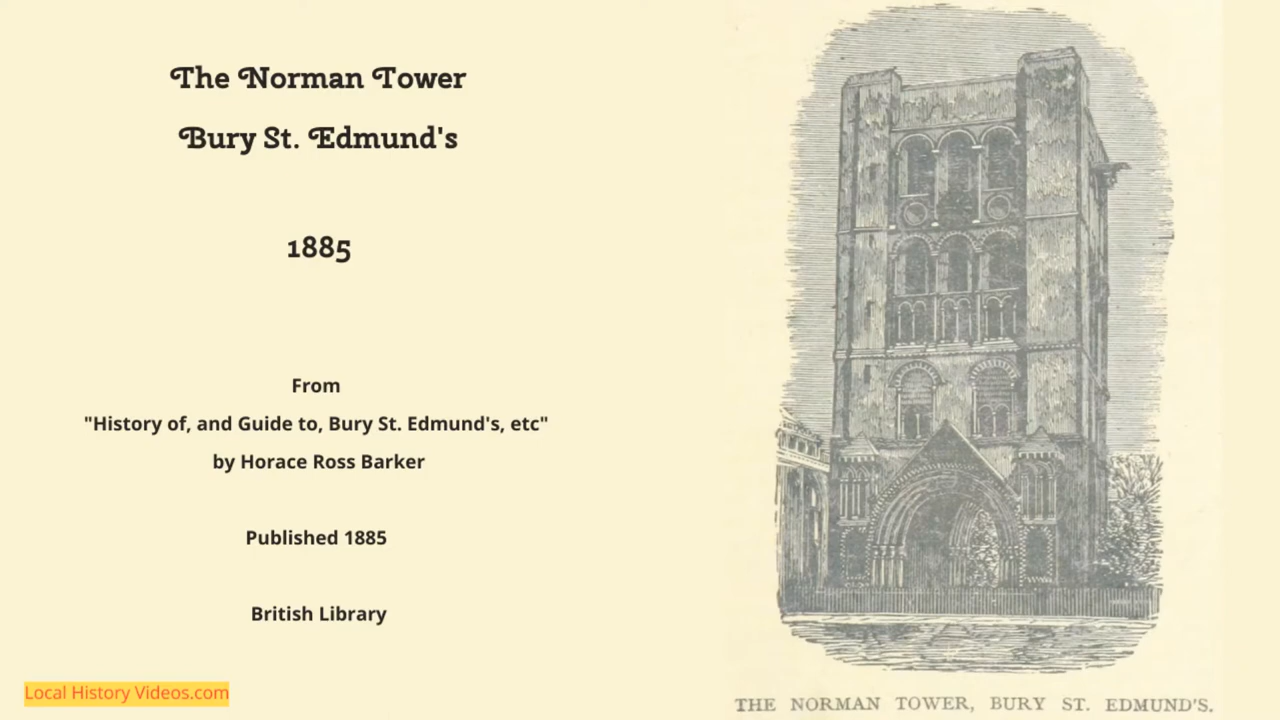 The Norman Tower
Bury St. Edmund's
1885
From
"History of, and Guide to, Bury St. Edmund's, etc"
by Horace Ross Barker
Published 1885
British Library
Local History Videos.com
THE NORMAN TOWER, BURY ST. EDMUND'S.